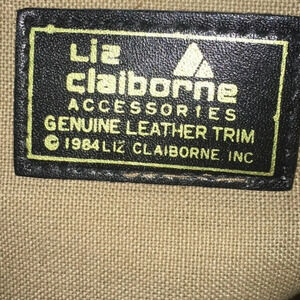 Liz
claiborne
ACCESSORIES
GENUINE LEATHER TRIM
© 1984 LIZ CLAIBORNE INC